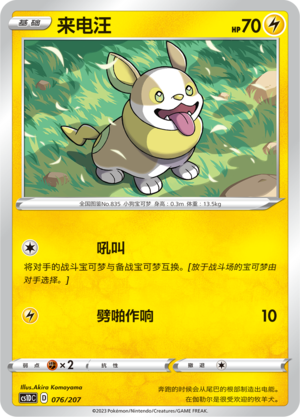 基础 来电汪 HP70
全国图鉴No.835 小狗宝可梦 身高：0.3m 体重：13.5kg
吼叫
将对手的战斗宝可梦与备战宝可梦互换。[放于战斗场的宝可梦由
对手选择。]
劈啪作响 10
弱点 ×2 抵抗力 撤退
Illus.Akira Komayama
CS1DC D 076/207
奔跑的时候会从尾巴的根部制造出电能。
在伽勒尔是很受欢迎的牧羊犬。
©2023 Pokémon/Nintendo/Creatures/GAME FREAK.